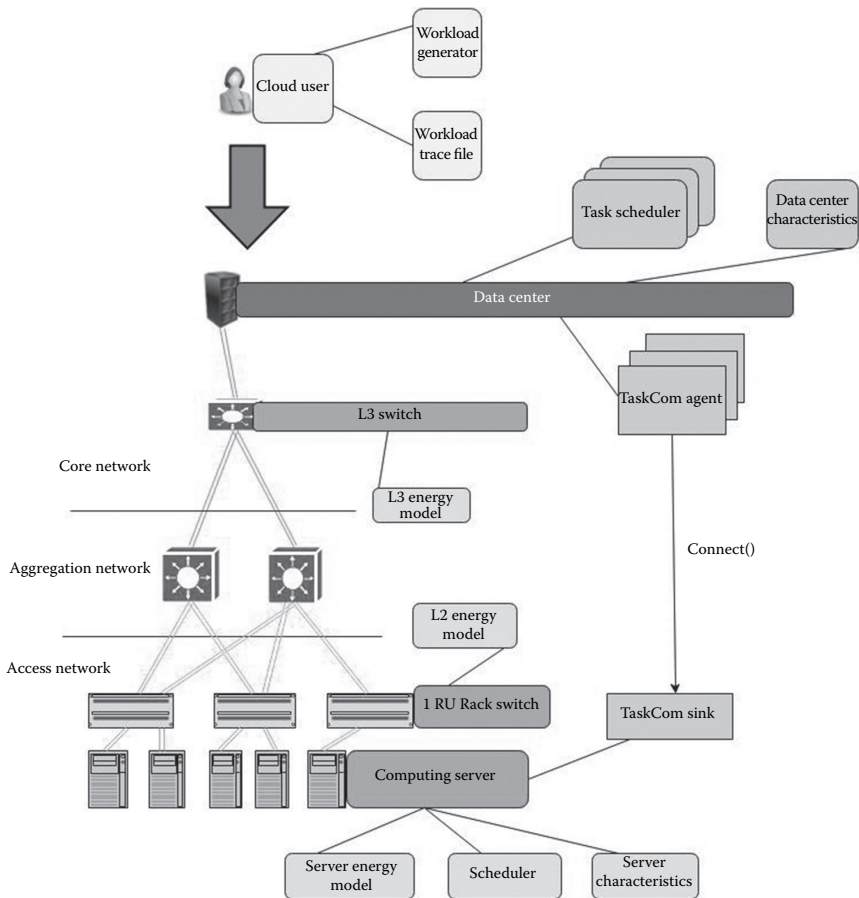 Workload
generator
Cloud user
Workload
trace file
Task scheduler
Data center
characteristics
Data center
TaskCom agent
L3 switch
Core network
L3 energy
model
Connect()
Aggregation network
L2 energy
model
Access network
1 RU Rack switch
TaskCom sink
Computing server
Server energy
model
Scheduler
Server
characteristics